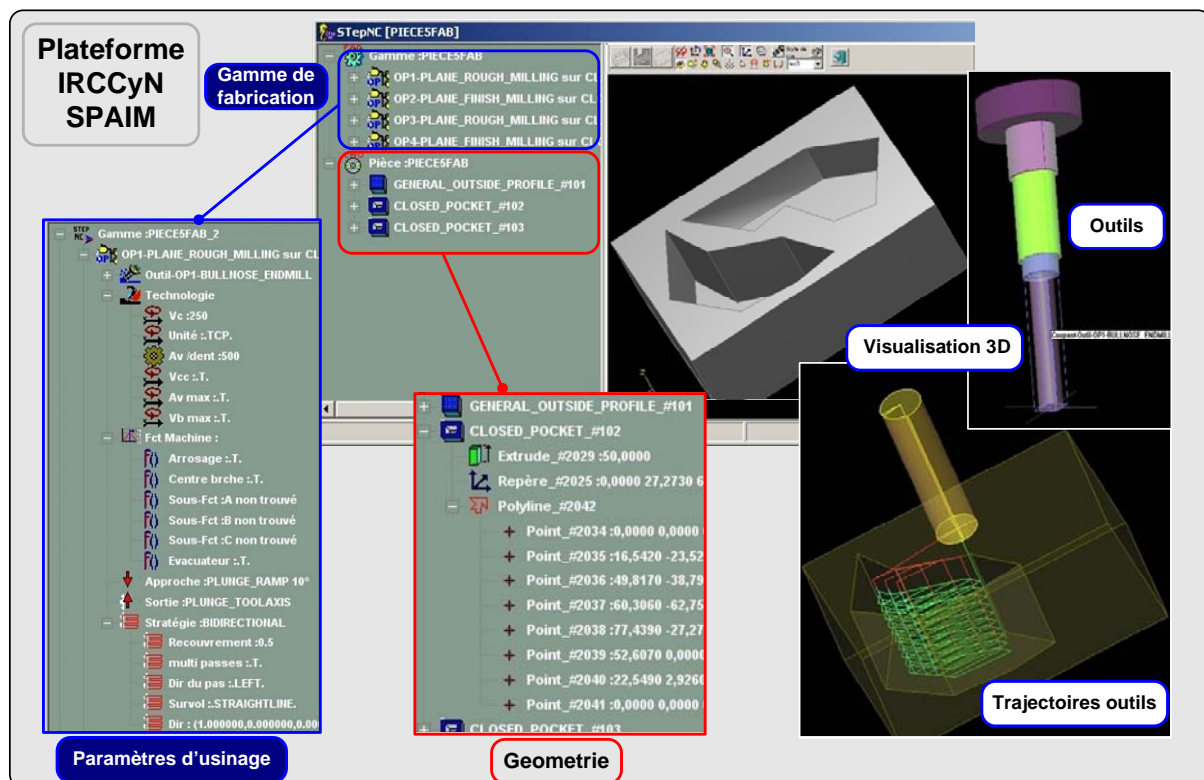 Plateforme
IRCCyN
SPAIM
Gamme de
fabrication
STepNC [PIECE5FAB]
Gamme :PIECE5FAB
OP1-PLANE_ROUGH_MILLING sur CL
OP2-PLANE_FINISH_MILLING sur CL
OP3-PLANE_ROUGH_MILLING sur CL
OP4-PLANE_FINISH_MILLING sur CL
Pièce :PIECE5FAB
GENERAL_OUTSIDE_PROFILE_#101
CLOSED_POCKET_#102
CLOSED_POCKET_#103
Outils
Coupant Outil-OP1-BULLNOSE_ENDMILL
Visualisation 3D
Trajectoires outils
STEP
NC
Gamme :PIECE5FAB_2
OP1-PLANE_ROUGH_MILLING sur CL
Outil-OP1-BULLNOSE_ENDMILL
Technologie
Vc :250
Unité :.TCP.
Av /dent :500
Vcc :.T.
Av max :.T.
Vb max :.T.
Fct Machine :
Arrosage :.T.
Centre brche :.T.
Sous-Fct :A non trouvé
Sous-Fct :B non trouvé
Sous-Fct :C non trouvé
Evacuateur :.T.
Approche :PLUNGE_RAMP 10°
Sortie :PLUNGE_TOOLAXIS
Stratégie :BIDIRECTIONAL
Recouvrement :0.5
multi passes :.T.
Dir du pas :.LEFT.
Survol :.STRAIGHTLINE.
Dir : (1.000000,0.000000,0.00
Paramètres d'usinage
GENERAL_OUTSIDE_PROFILE_#101
CLOSED_POCKET_#102
Extrude_#2029 :50,0000
Repère_#2025 :0,0000 27,2730 6
Polyline_#2042
Point_#2034 :0,0000 0,0000
Point_#2035 :16,5420 -23,52
Point_#2036 :49,8170 -38,79
Point_#2037 :60,3060 -62,75
Point_#2038 :77,4390 -27,27
Point_#2039 :52,6070 0,0000
Point_#2040 :22,5490 2,9260
Point_#2041 :0,0000 0,0000
CLOSED_POCKET_#103
Geometrie